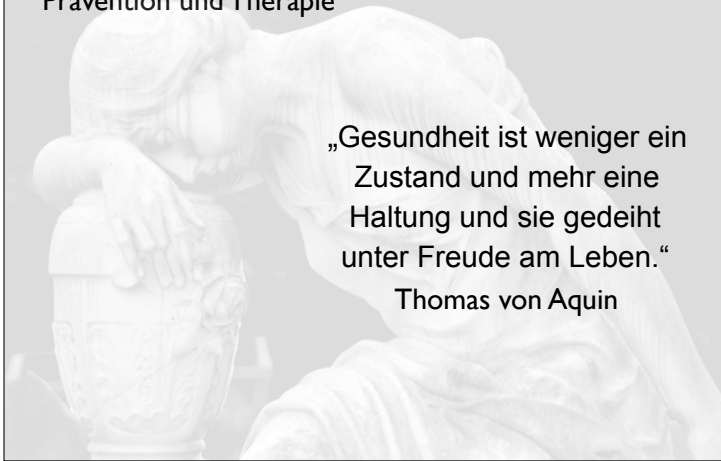 Prävention und Therapie
„Gesundheit ist weniger ein
Zustand und mehr eine
Haltung und sie gedeiht
unter Freude am Leben.“
Thomas von Aquin